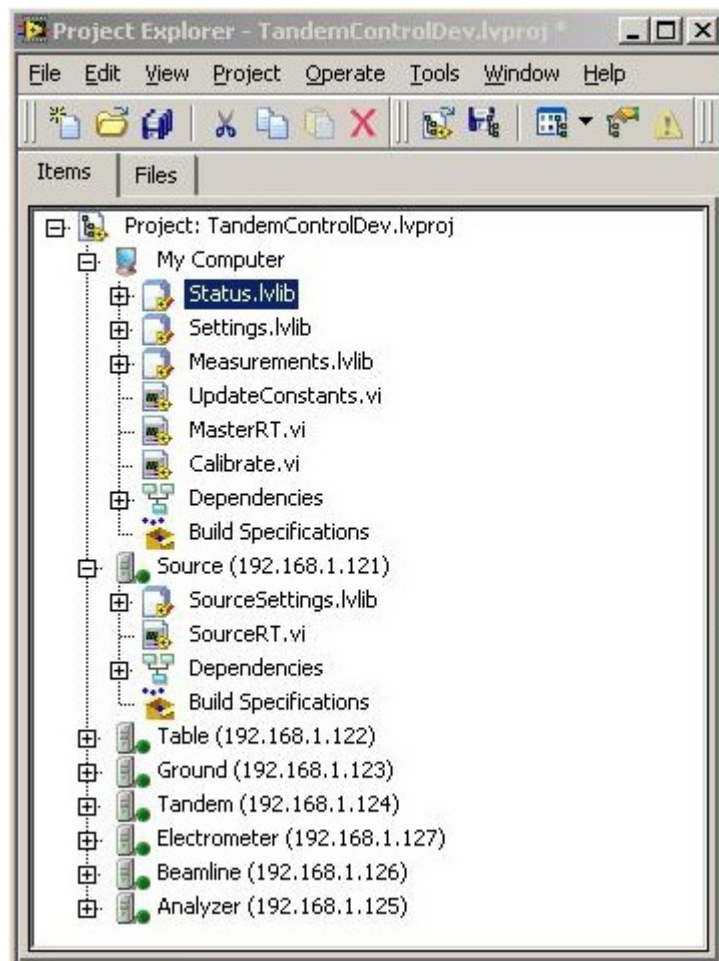 Project Explorer - TandemControlDev.lvproj *
File Edit View Project Operate Tools Window Help
Items Files
Project: TandemControlDev.lvproj
My Computer
Status.lvlib
Settings.lvlib
Measurements.lvlib
UpdateConstants.vi
MasterRT.vi
Calibrate.vi
Dependencies
Build Specifications
Source (192.168.1.121)
SourceSettings.lvlib
SourceRT.vi
Dependencies
Build Specifications
Table (192.168.1.122)
Ground (192.168.1.123)
Tandem (192.168.1.124)
Electrometer (192.168.1.127)
Beamline (192.168.1.126)
Analyzer (192.168.1.125)